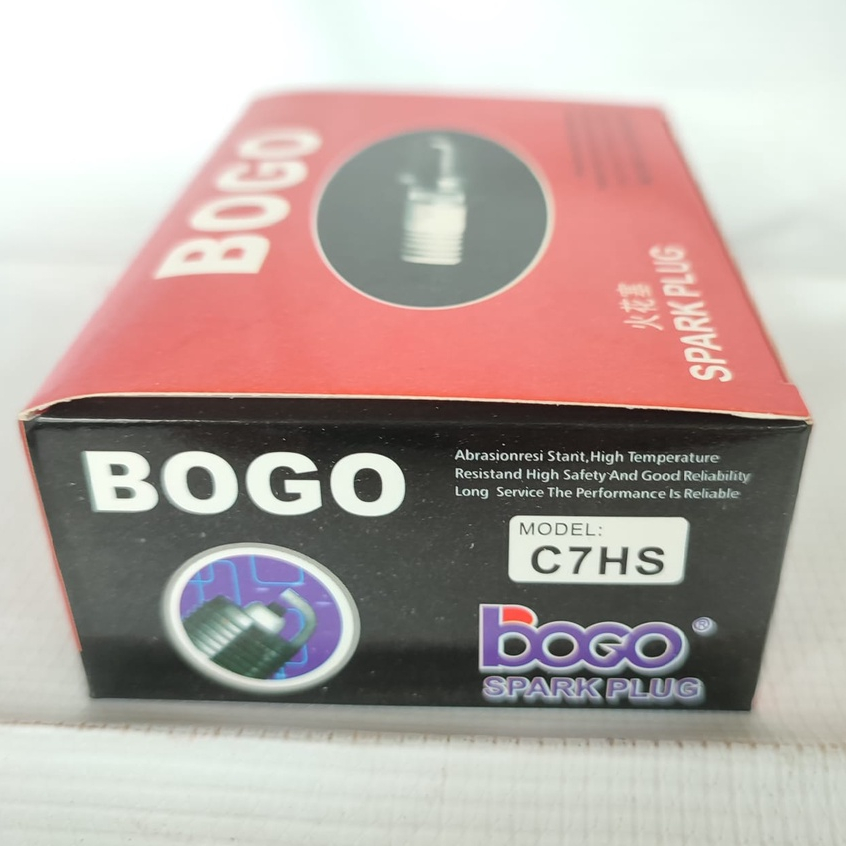 BOGO
火花塞
SPARK PLUG
BOGO
Abrasionresi Stant,High Temperature
Resistand High Safety·And Good Reliability
Long Service The Performance Is Reliable
MODEL:
C7HS
BOGO®
SPARK PLUG